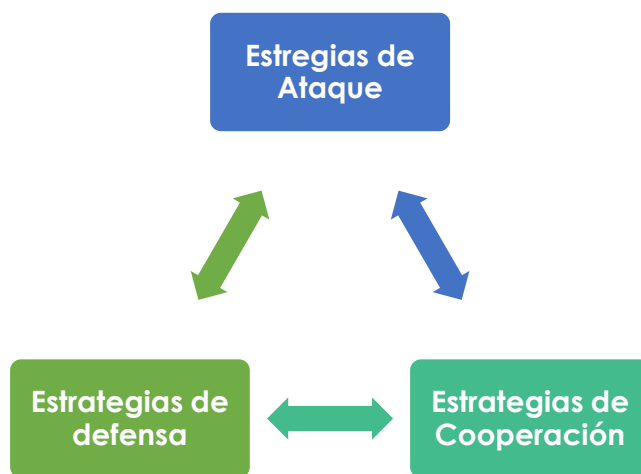 Estregias de
Ataque
Estrategias de
defensa
Estrategias de
Cooperación